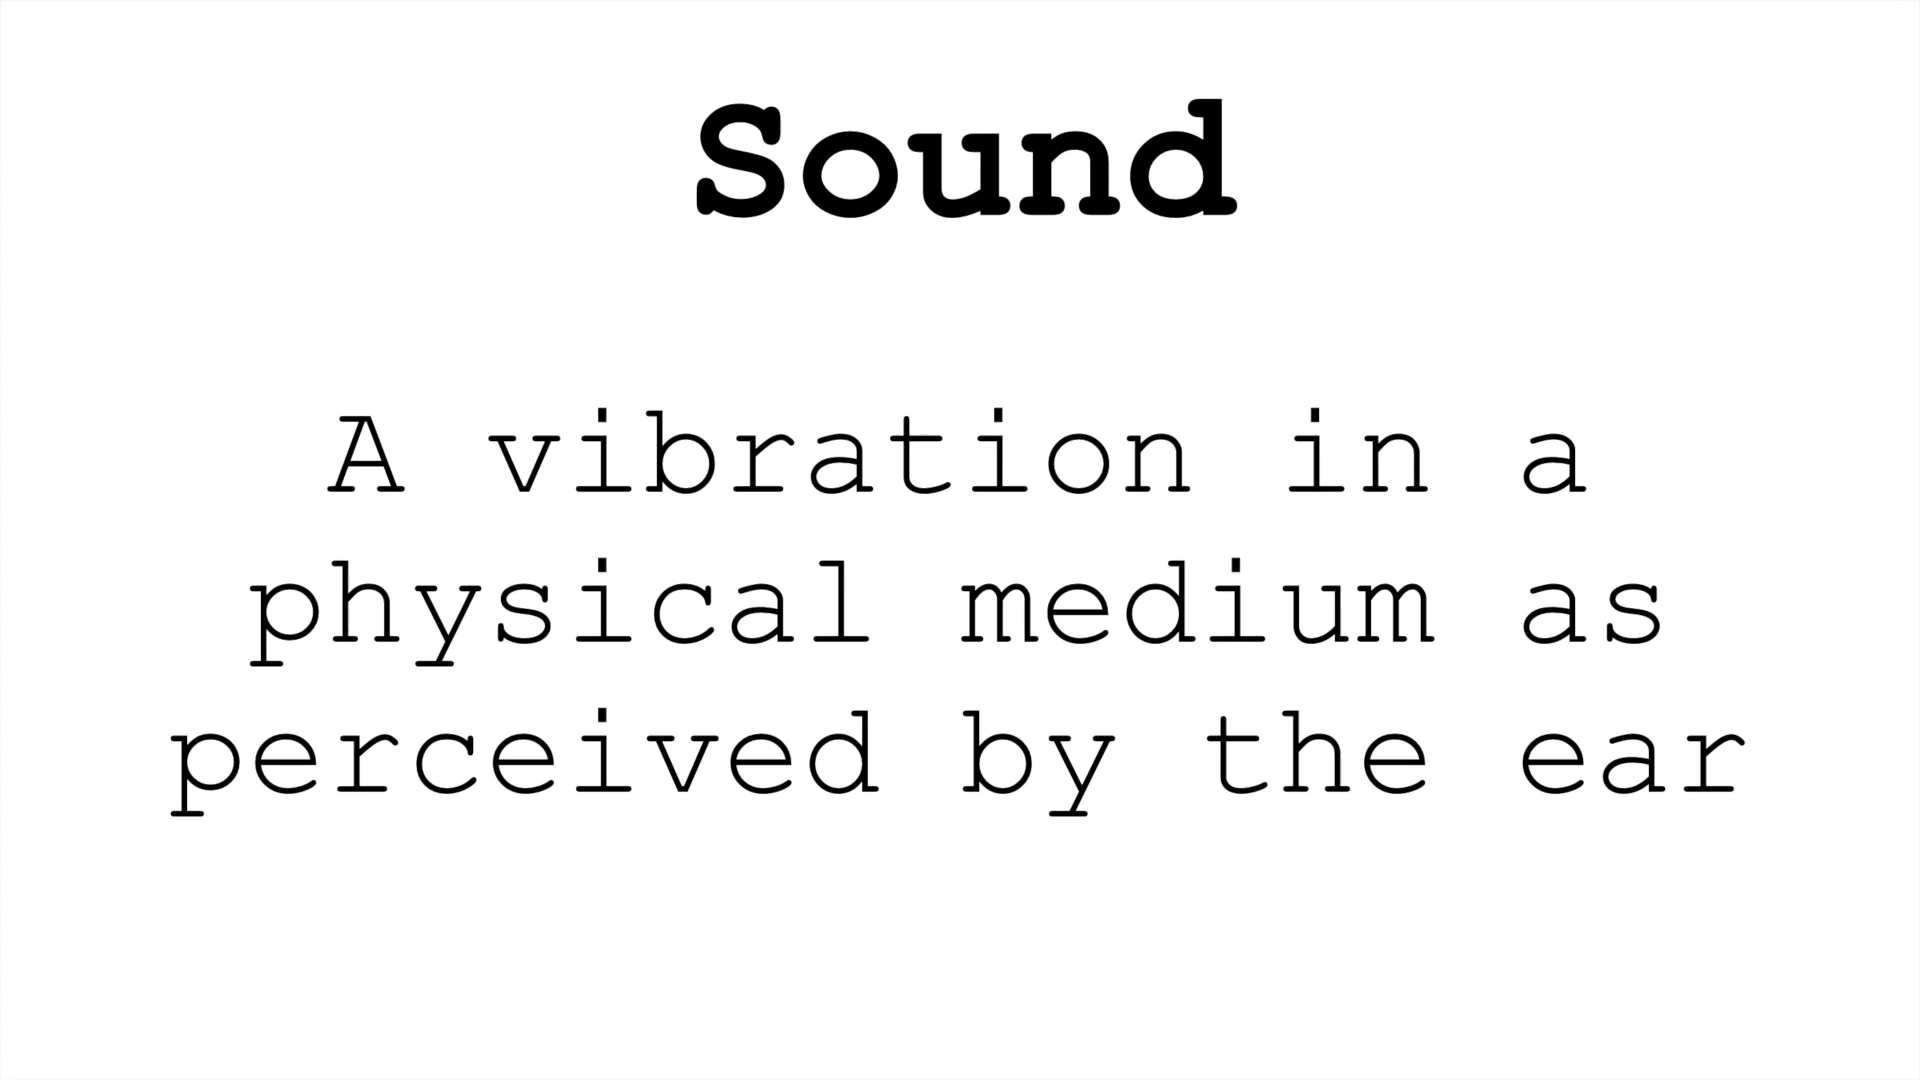 Sound
A vibration in a
physical medium as
perceived by the ear